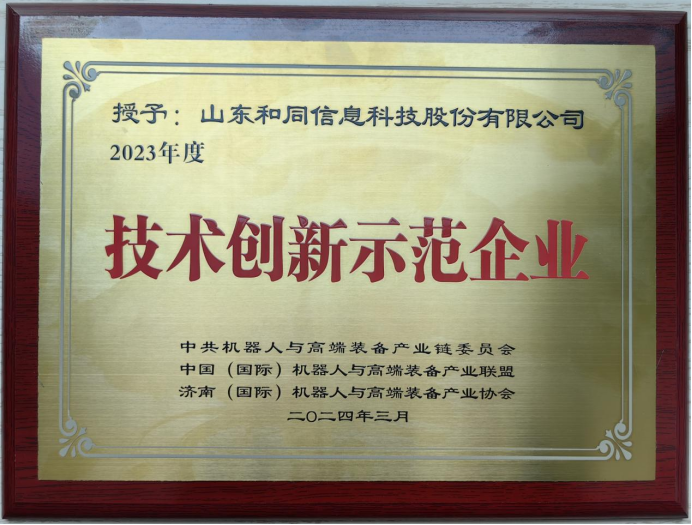 授予：山东和同信息科技股份有限公司
2023年度
技术创新示范企业
中共机器人与高端装备产业链委员会
中国（国际）机器人与高端装备产业联盟
济南（国际）机器人与高端装备产业协会
二〇二四年三月